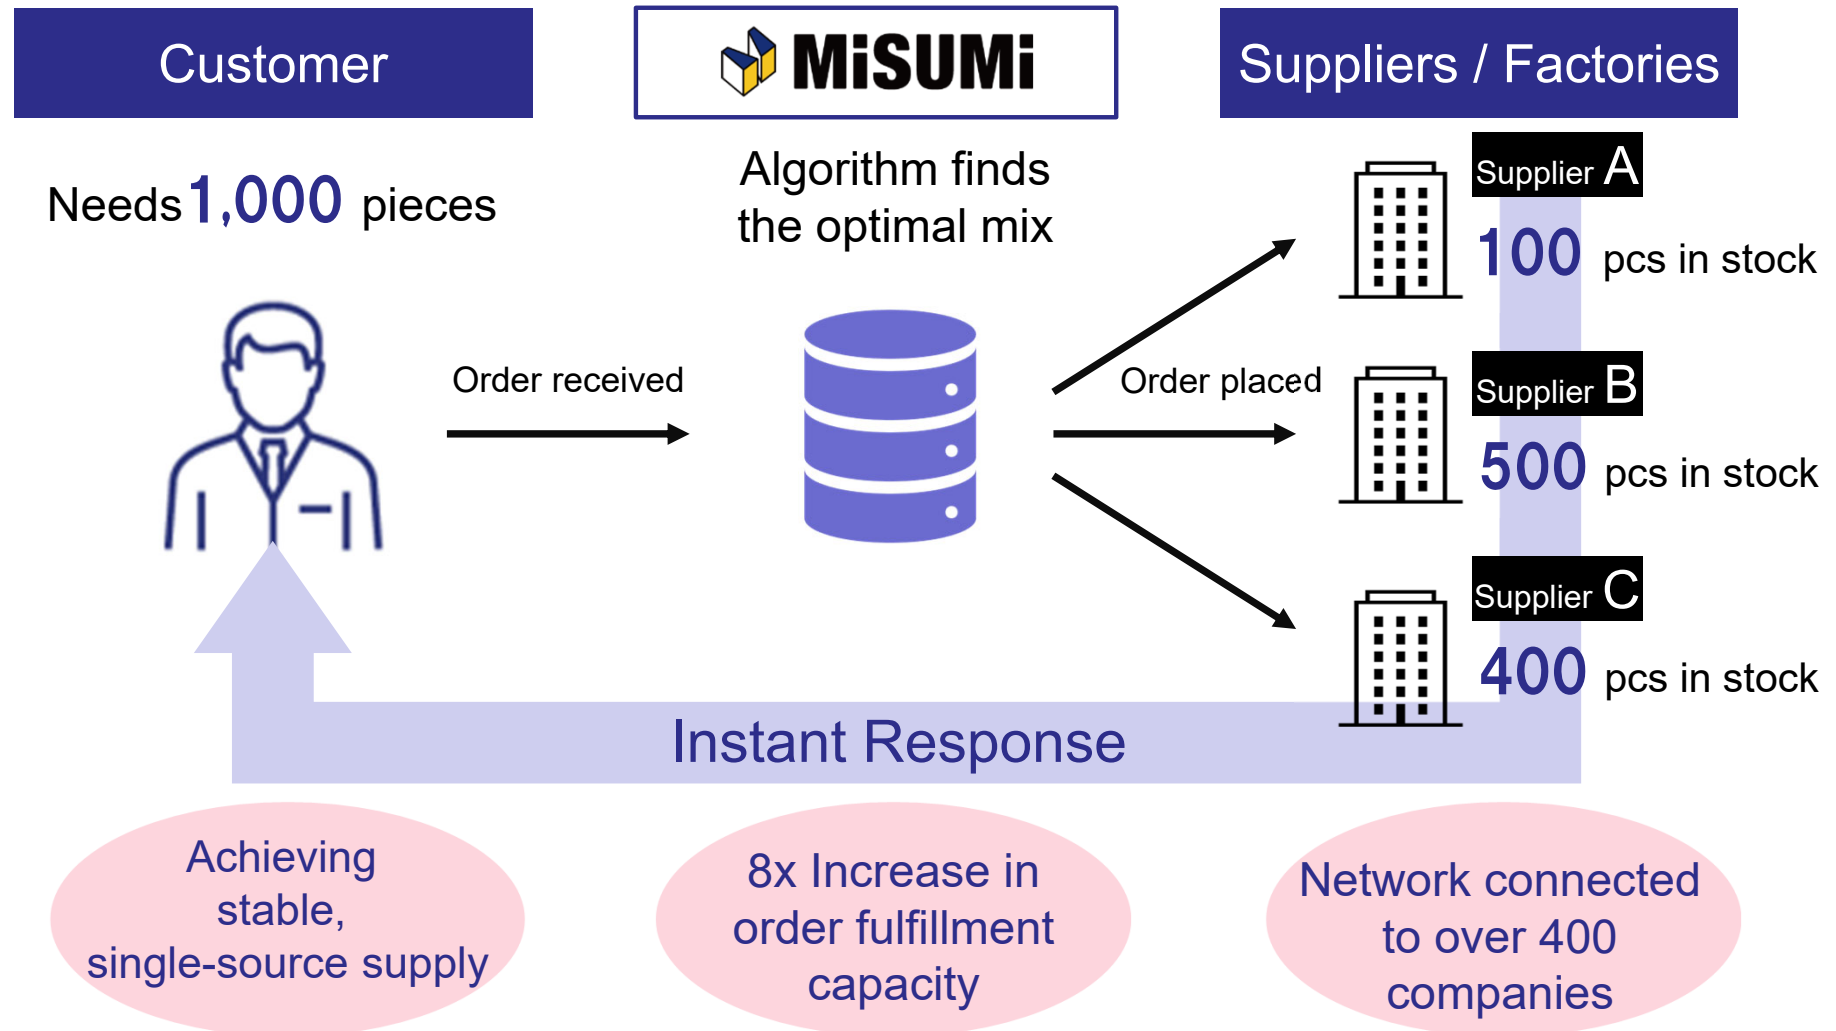 Customer
MiSUMi
Suppliers / Factories
Needs 1,000 pieces
Algorithm finds
the optimal mix
Supplier A
100 pcs in stock
Order received
Order placed
Supplier B
500 pcs in stock
Supplier C
400 pcs in stock
Instant Response
Achieving
stable,
single-source supply
8x Increase in
order fulfillment
capacity
Network connected
to over 400
companies